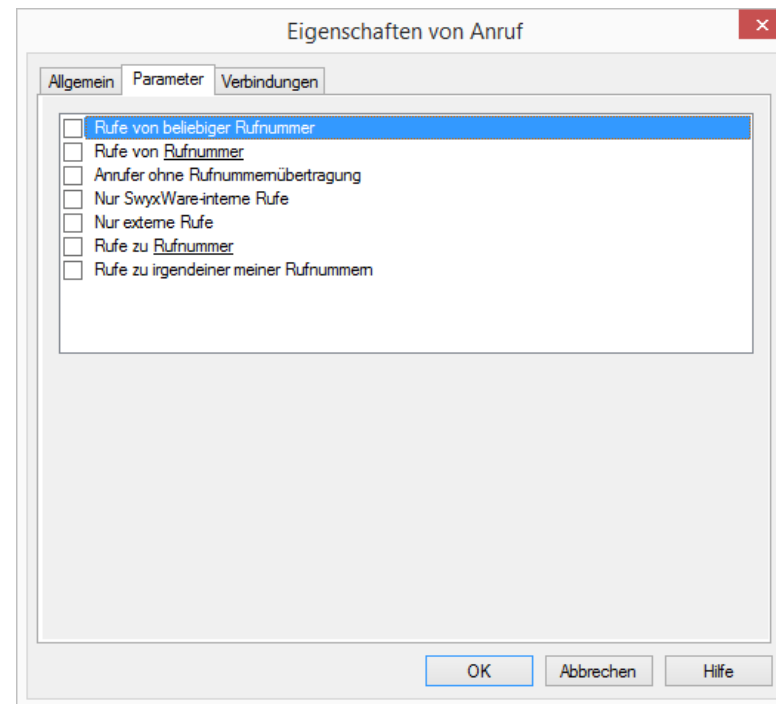 Eigenschaften von Anruf
Allgemein Parameter Verbindungen
Rufe von beliebiger Rufnummer
Rufe von Rufnummer
Anrufer ohne Rufnummernübertragung
Nur SwyxWare-interne Rufe
Nur externe Rufe
Rufe zu Rufnummer
Rufe zu irgendeiner meiner Rufnummern
OK Abbrechen Hilfe